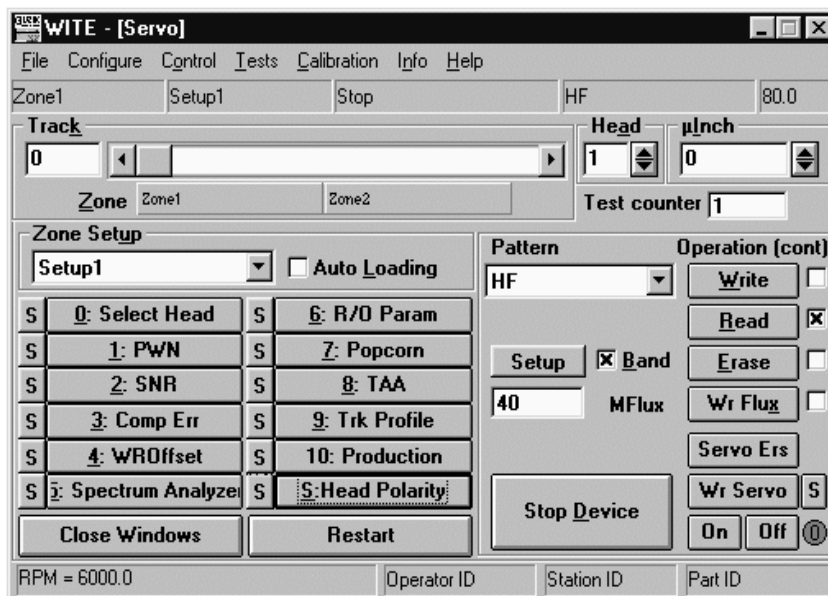 WITE - [Servo]
File Configure Control Tests Calibration Info Help
Zone1 Setup1 Stop HF 80.0
Track Head µInch
0 1 0
Zone Zone1 Zone2 Test counter 1
Zone Setup Pattern Operation (cont)
Setup1 Auto Loading HF Write
S 0: Select Head S 6: R/O Param Read
S 1: PWN S 7: Popcorn Setup Band Erase
S 2: SNR S 8: TAA 40 MFlux Wr Flux
S 3: Comp Err S 9: Trk Profile Servo Ers
S 4: WROffset S 10: Production Stop Device Wr Servo S
S 5: Spectrum Analyze S S:Head Polarity On Off 0
Close Windows Restart
RPM = 6000.0 Operator ID Station ID Part ID